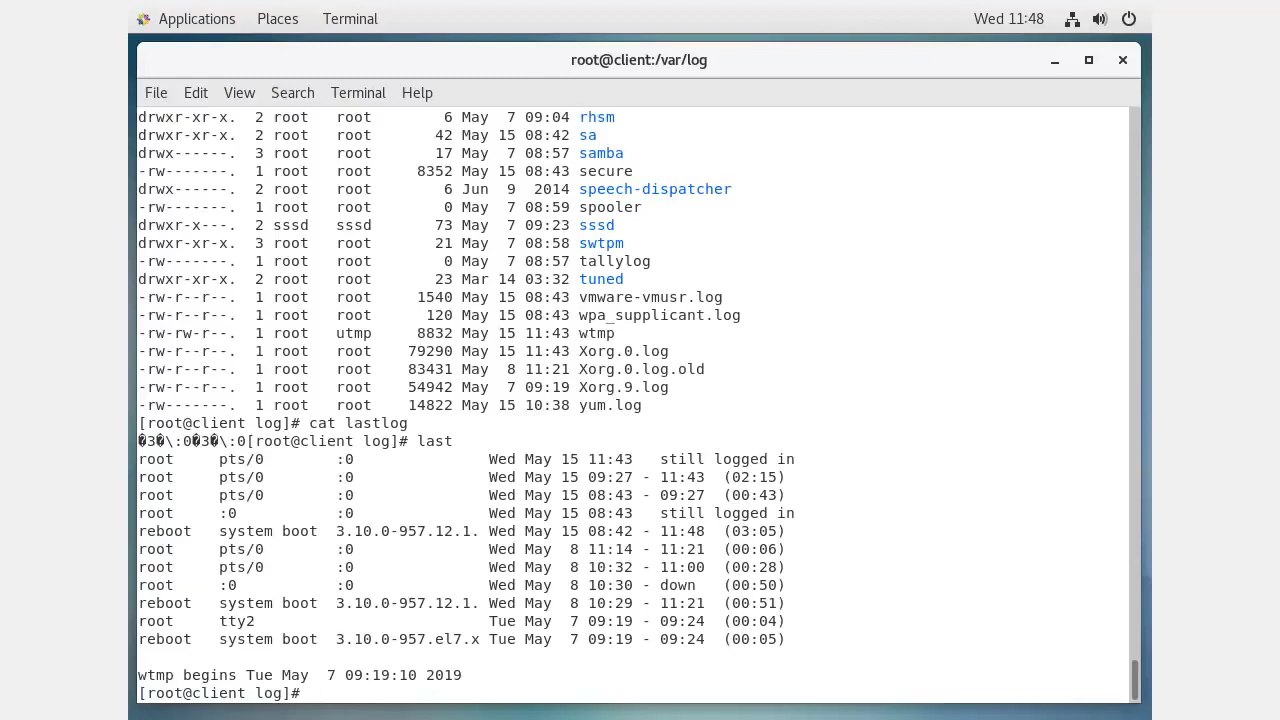 Applications Places Terminal Wed 11:48
root@client:/var/log
File Edit View Search Terminal Help
drwxr-xr-x.  2 root   root        6 May  7 09:04 rhsm
drwxr-xr-x.  2 root   root       42 May 15 08:42 sa
drwx------.  3 root   root       17 May  7 08:57 samba
-rw-------.  1 root   root     8352 May 15 08:43 secure
drwx------.  2 root   root        6 Jun  9  2014 speech-dispatcher
-rw-------.  1 root   root        0 May  7 08:59 spooler
drwxr-x---.  2 sssd   sssd       73 May  7 09:23 sssd
drwxr-xr-x.  3 root   root       21 May  7 08:58 swtpm
-rw-------.  1 root   root        0 May  7 08:57 tallylog
drwxr-xr-x.  2 root   root       23 Mar 14 03:32 tuned
-rw-r--r--.  1 root   root     1540 May 15 08:43 vmware-vmusr.log
-rw-r--r--.  1 root   root      120 May 15 08:43 wpa_supplicant.log
-rw-rw-r--.  1 root   utmp     8832 May 15 11:43 wtmp
-rw-r--r--.  1 root   root    79290 May 15 11:43 Xorg.0.log
-rw-r--r--.  1 root   root    83431 May  8 11:21 Xorg.0.log.old
-rw-r--r--.  1 root   root    54942 May  7 09:19 Xorg.9.log
-rw-------.  1 root   root    14822 May 15 10:38 yum.log
[root@client log]# cat lastlog
�3�\:0�3�\:0[root@client log]# last
root     pts/0        :0               Wed May 15 11:43   still logged in
root     pts/0        :0               Wed May 15 09:27 - 11:43  (02:15)
root     pts/0        :0               Wed May 15 08:43 - 09:27  (00:43)
root     :0           :0               Wed May 15 08:43   still logged in
reboot   system boot  3.10.0-957.12.1. Wed May 15 08:42 - 11:48  (03:05)
root     pts/0        :0               Wed May  8 11:14 - 11:21  (00:06)
root     pts/0        :0               Wed May  8 10:32 - 11:00  (00:28)
root     :0           :0               Wed May  8 10:30 - down   (00:50)
reboot   system boot  3.10.0-957.12.1. Wed May  8 10:29 - 11:21  (00:51)
root     tty2                          Tue May  7 09:19 - 09:24  (00:04)
reboot   system boot  3.10.0-957.el7.x Tue May  7 09:19 - 09:24  (00:05)
wtmp begins Tue May  7 09:19:10 2019
[root@client log]#